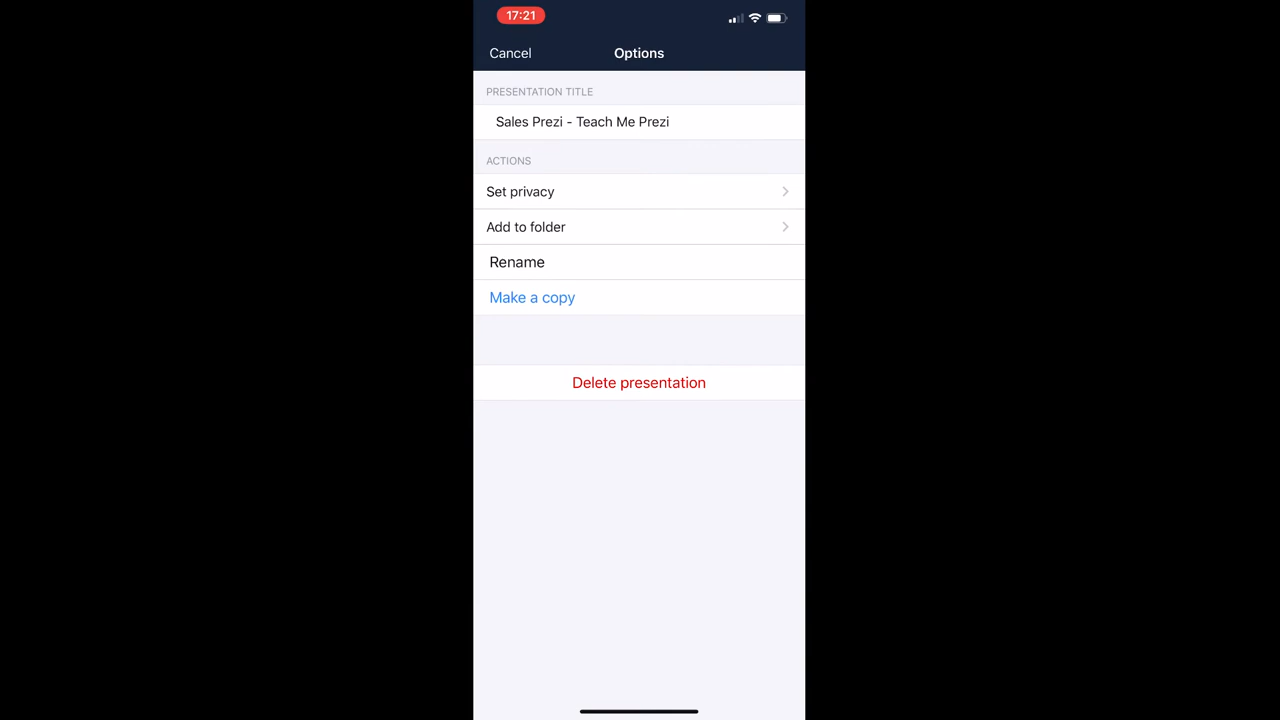 17:21
Cancel
Options
PRESENTATION TITLE
Sales Prezi - Teach Me Prezi
ACTIONS
Set privacy
Add to folder
Rename
Make a copy
Delete presentation